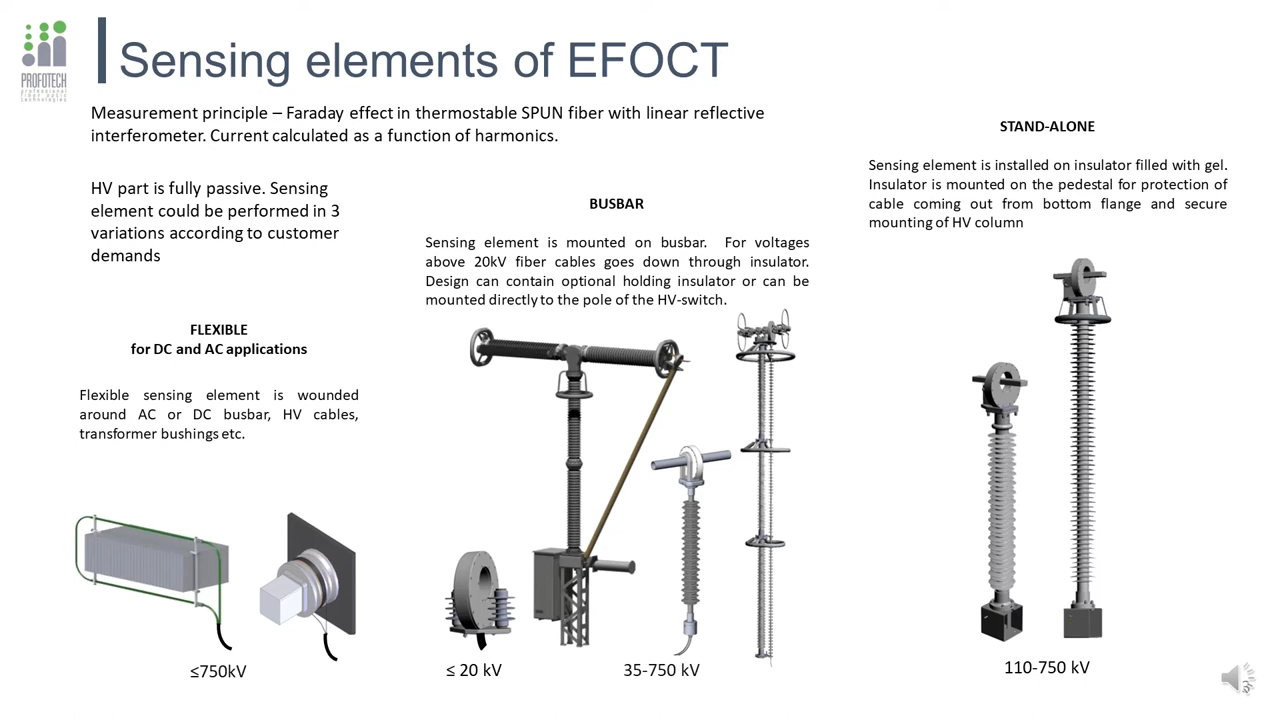 PROFOTECH
professional
fiber optic
technologies
Sensing elements of EFOCT
Measurement principle – Faraday effect in thermostable SPUN fiber with linear reflective
interferometer. Current calculated as a function of harmonics.
HV part is fully passive. Sensing
element could be performed in 3
variations according to customer
demands
FLEXIBLE
for DC and AC applications
Flexible sensing element is wounded
around AC or DC busbar, HV cables,
transformer bushings etc.
≤750kV
BUSBAR
Sensing element is mounted on busbar. For voltages
above 20kV fiber cables goes down through insulator.
Design can contain optional holding insulator or can be
mounted directly to the pole of the HV-switch.
≤ 20 kV
35-750 kV
STAND-ALONE
Sensing element is installed on insulator filled with gel.
Insulator is mounted on the pedestal for protection of
cable coming out from bottom flange and secure
mounting of HV column
110-750 kV